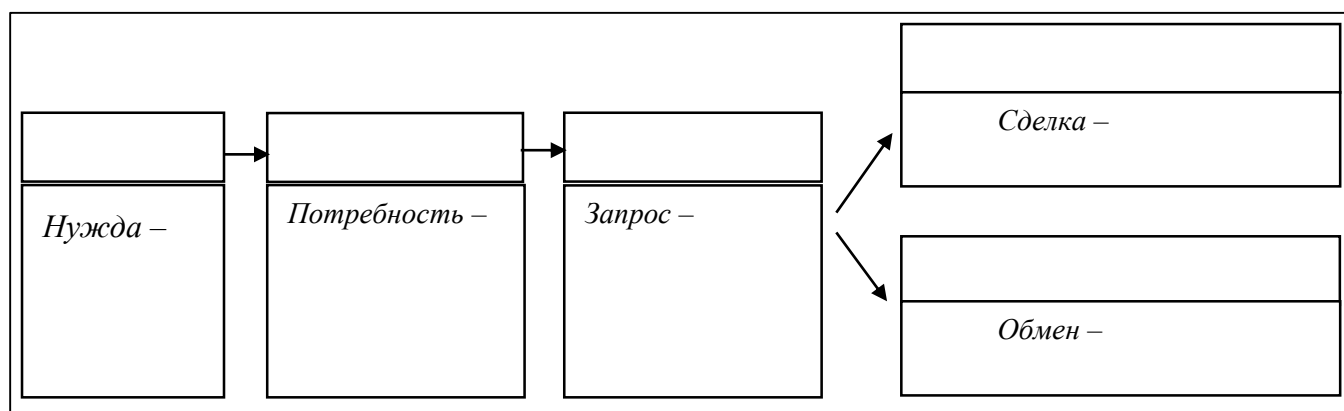 Нужда –
Потребность –
Запрос –
Сделка –
Обмен –